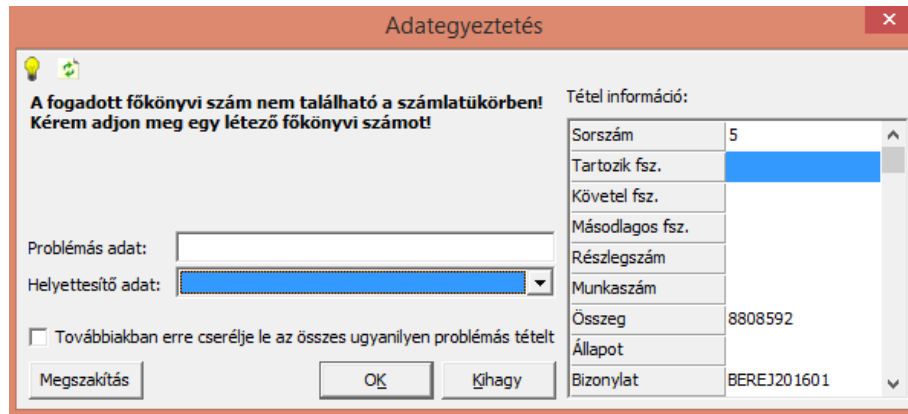 Adategyeztetés
A fogadott főkönyvi szám nem található a számlatükörben!
Kérem adjon meg egy létező főkönyvi számot!
Problémás adat:
Helyettesítő adat:
Továbbiakban erre cserélje le az összes ugyanilyen problémás tételt
Megszakítás
OK
Kihagy
Tétel információ:
Sorszám 5
Tartozik fsz.
Követel fsz.
Másodlagos fsz.
Részlegszám
Munkaszám
Összeg 8808592
Állapot
Bizonylat BEREJ201601